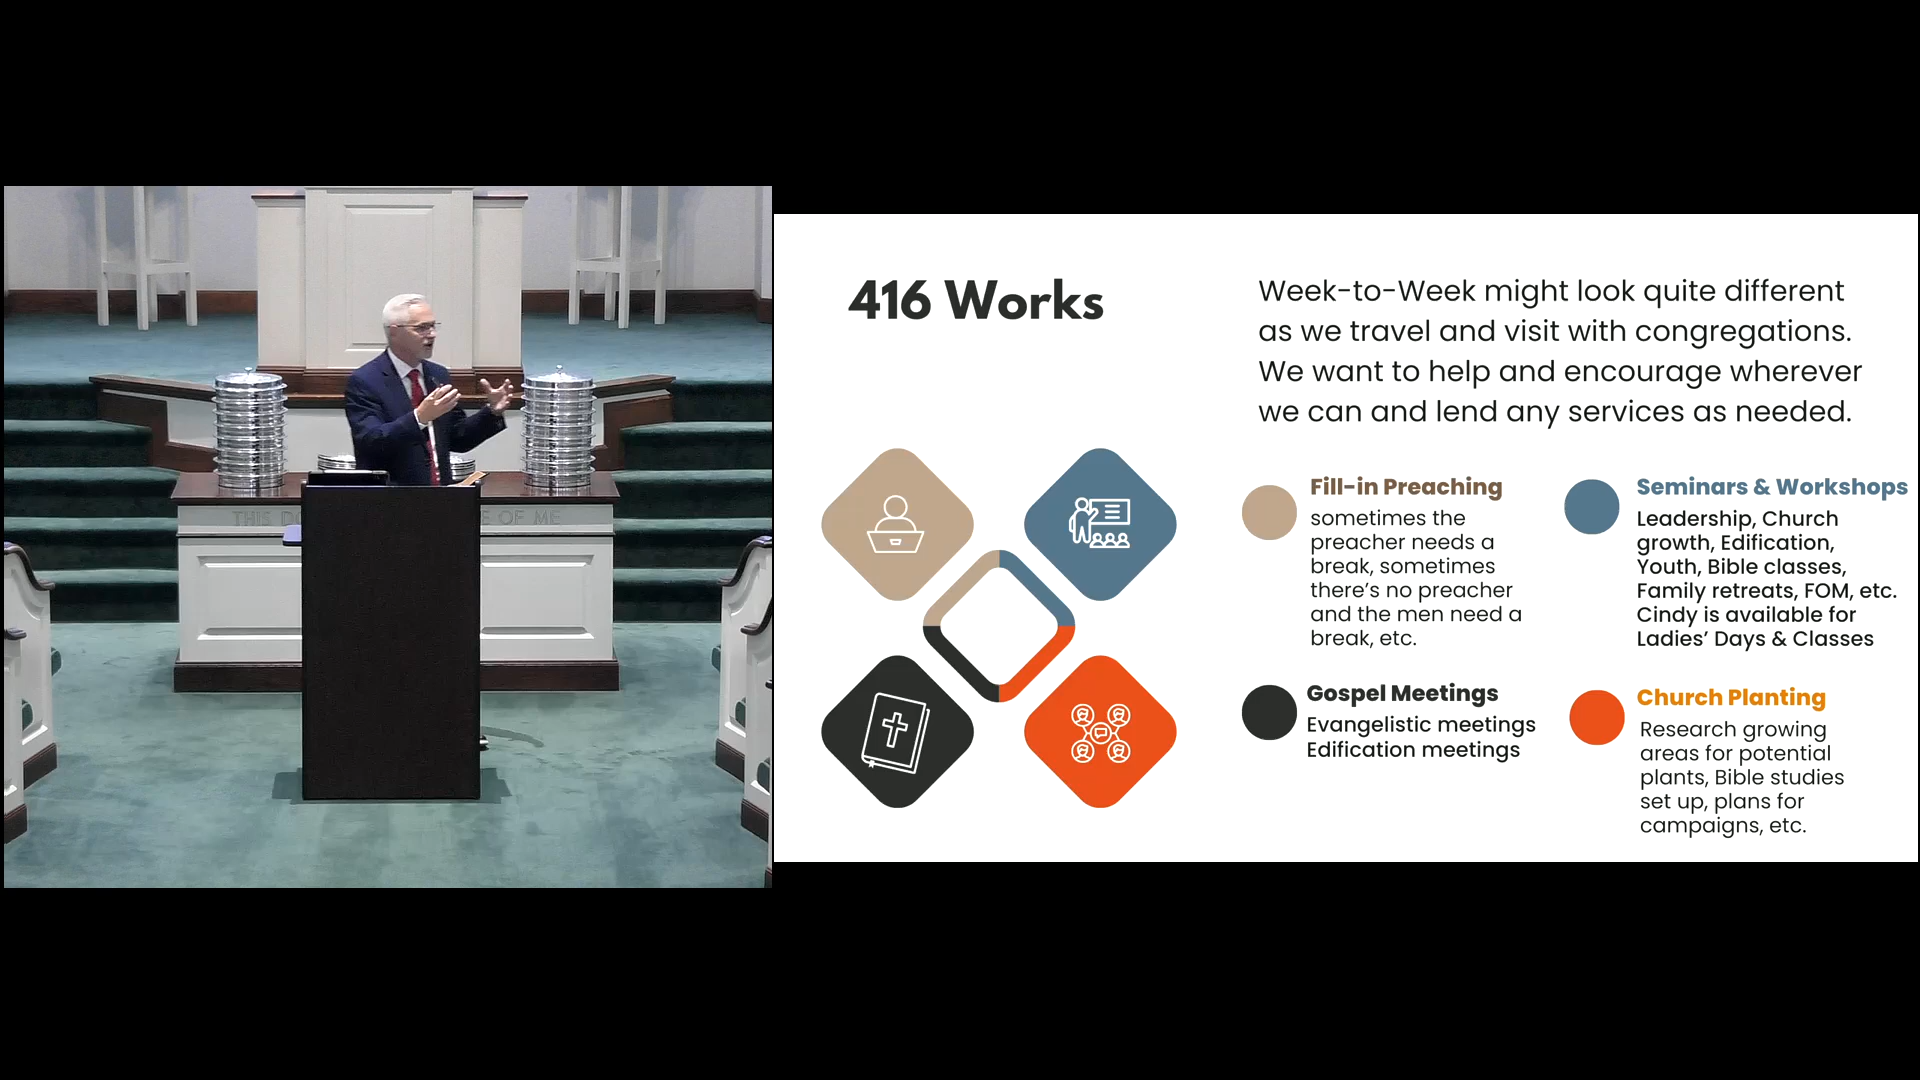 416 Works
Week-to-Week might look quite different
as we travel and visit with congregations.
We want to help and encourage wherever
we can and lend any services as needed.
Fill-in Preaching
sometimes the
preacher needs a
break, sometimes
there's no preacher
and the men need a
break, etc.
Seminars & Workshops
Leadership, Church
growth, Edification,
Youth, Bible classes,
Family retreats, FOM, etc.
Cindy is available for
Ladies' Days & Classes
Gospel Meetings
Evangelistic meetings
Edification meetings
Church Planting
Research growing
areas for potential
plants, Bible studies
set up, plans for
campaigns, etc.
THIS
OF ME